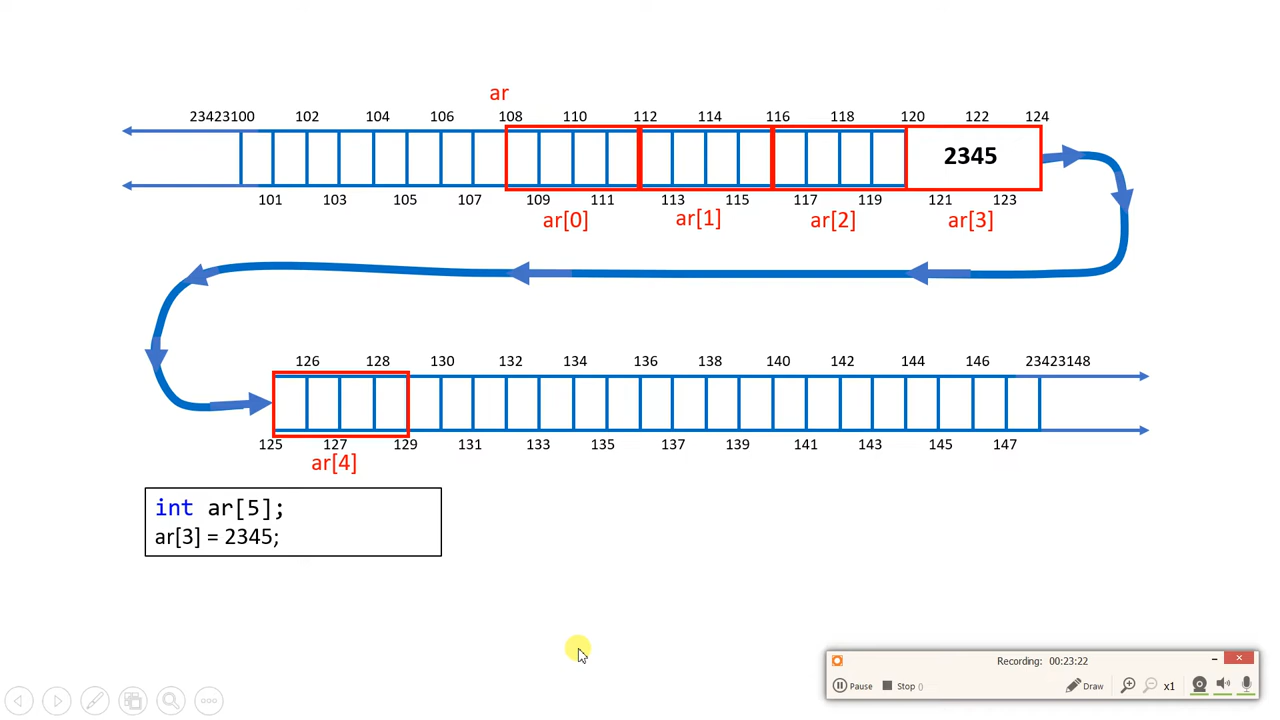 ar
23423100 102 104 106 108 110 112 114 116 118 120 122 124
2345
101 103 105 107 109 111 113 115 117 119 121 123
ar[0] ar[1] ar[2] ar[3]
126 128 130 132 134 136 138 140 142 144 146 23423148
125 127 129 131 133 135 137 139 141 143 145 147
ar[4]
int ar[5];
ar[3] = 2345;
Recording: 00:23:22
Pause Stop () Draw x1